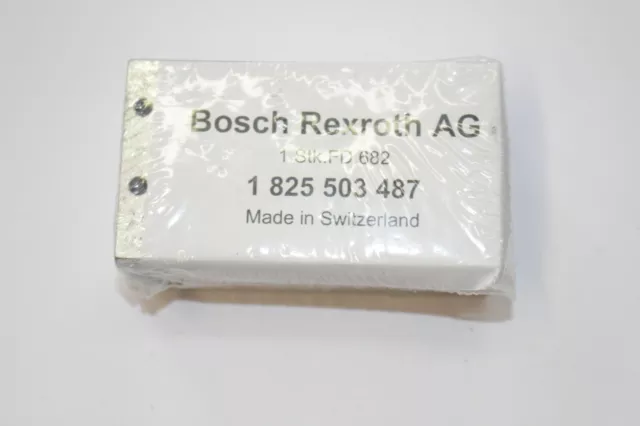 Bosch Rexroth AG
1 Stk.FD 682
1 825 503 487
Made in Switzerland